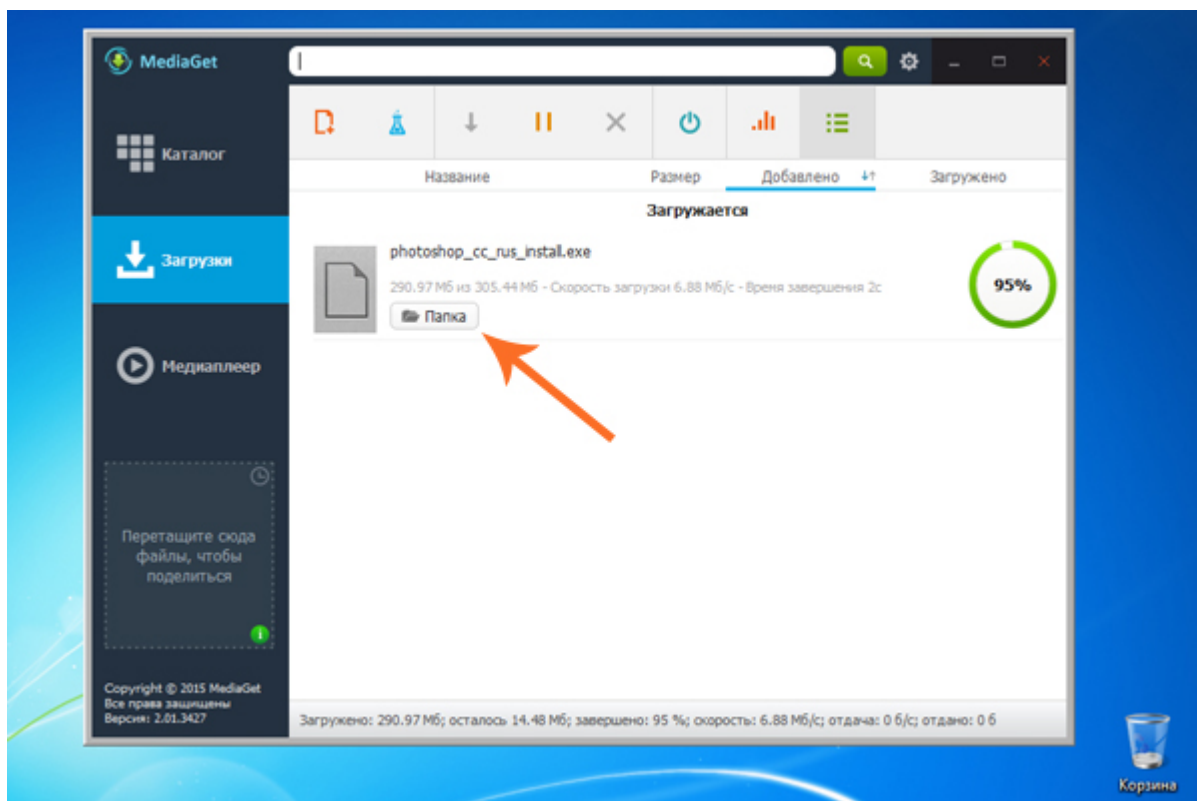 MediaGet
Каталог
Загрузки
Медиаплеер
Перетащите сюда
файлы, чтобы
поделиться
Copyright © 2015 MediaGet
Все права защищены
Версия: 2.01.3427
Название Размер Добавлено Загружено
Загружается
photoshop_cc_rus_install.exe
290.97 Мб из 305.44 Мб - Скорость загрузки 6.88 Мб/с - Время завершения 2с
Папка
95%
Загружено: 290.97 Мб; осталось 14.48 Мб; завершено: 95 %; скорость: 6.88 Мб/с; отдача: 0 б/с; отдано: 0 б
Корзина